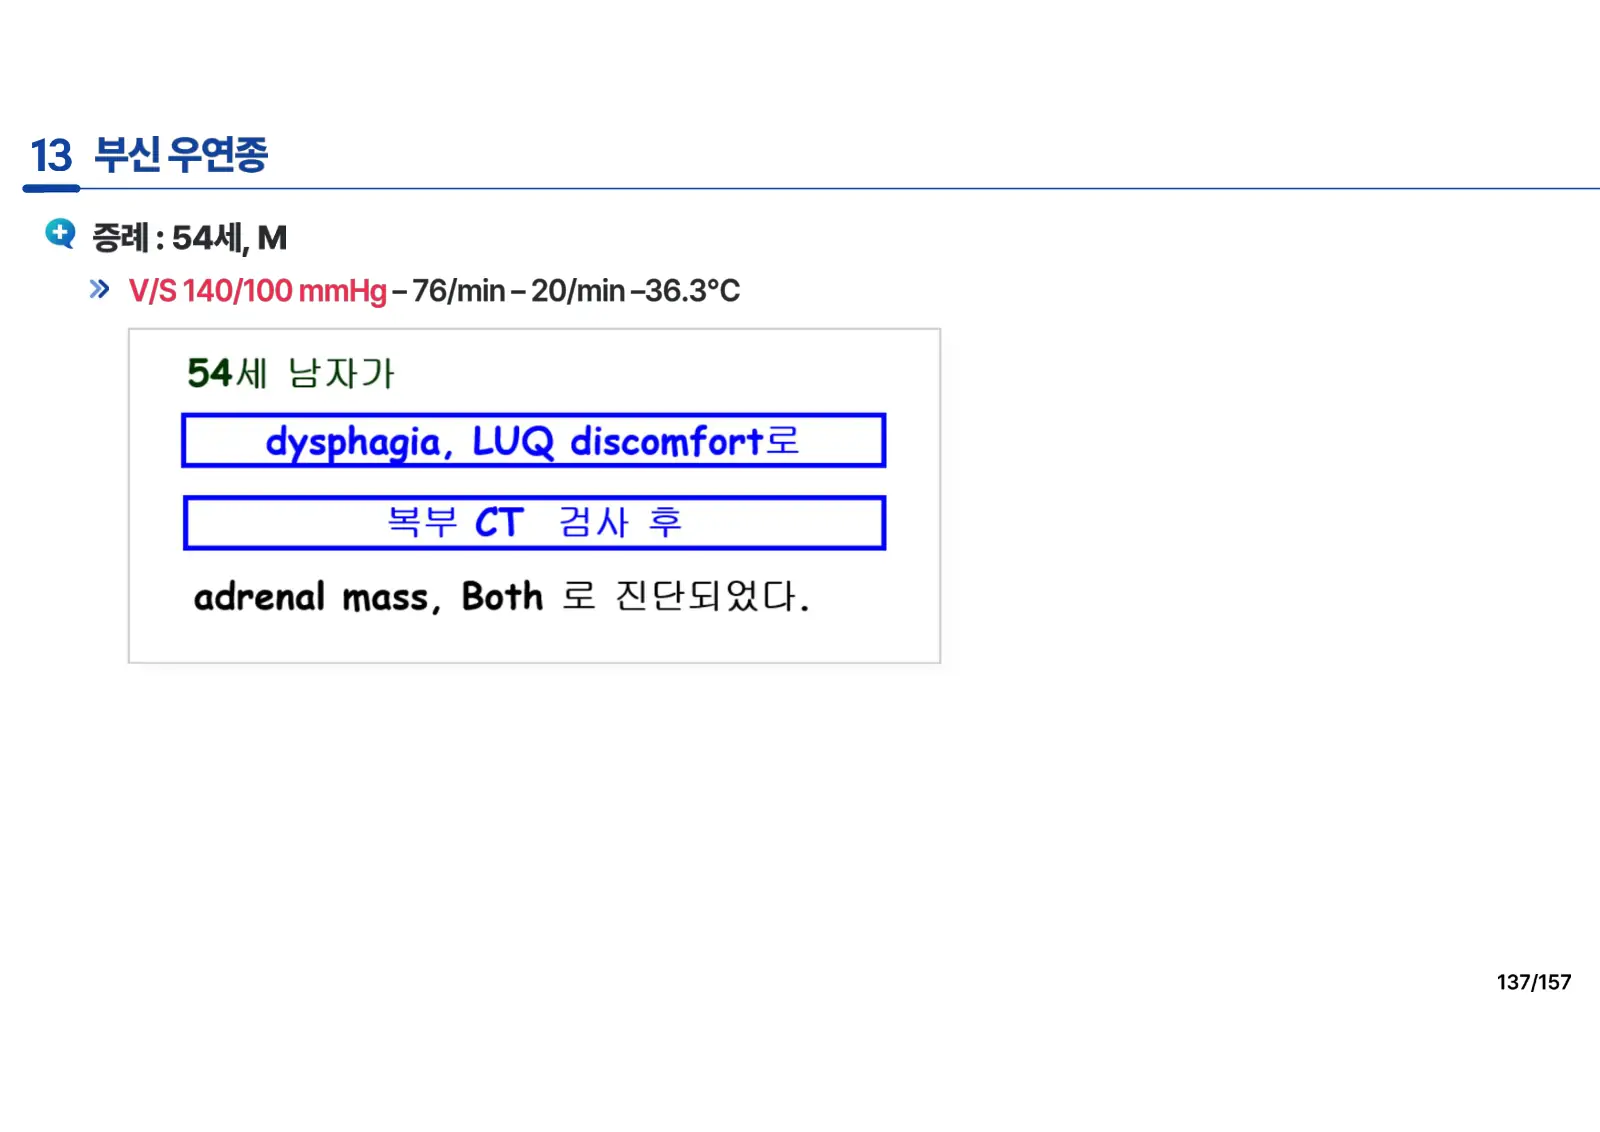 13 부신 우연종
증례 : 54세, M
V/S 140/100 mmHg – 76/min – 20/min –36.3°C
54세 남자가
dysphagia, LUQ discomfort로
복부 CT 검사 후
adrenal mass, Both 로 진단되었다.
137/157